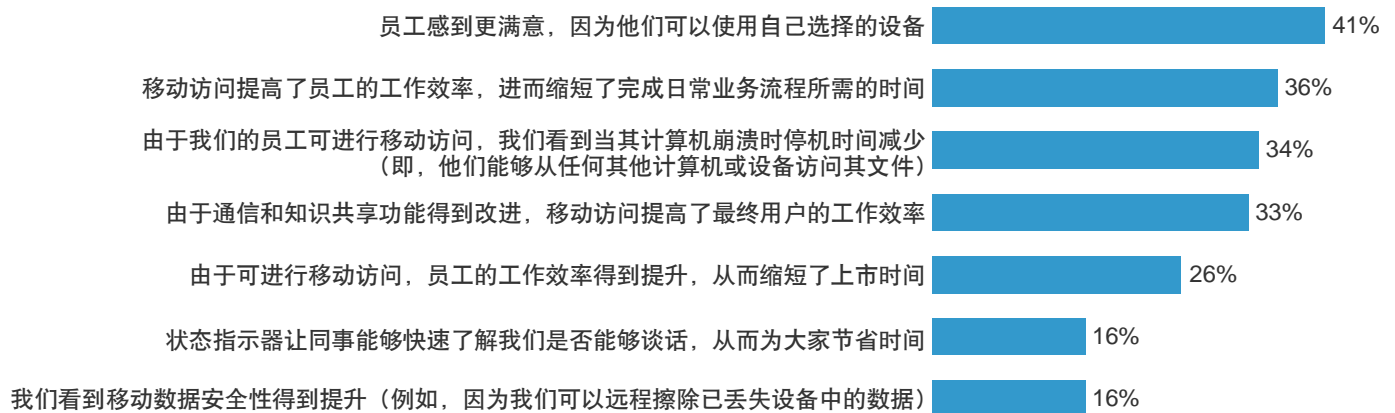 员工感到更满意，因为他们可以使用自己选择的设备 41%
移动访问提高了员工的工作效率，进而缩短了完成日常业务流程所需的时间 36%
由于我们的员工可进行移动访问，我们看到当其计算机崩溃时停机时间减少
（即，他们能够从任何其他计算机或设备访问其文件） 34%
由于通信和知识共享功能得到改进，移动访问提高了最终用户的工作效率 33%
由于可进行移动访问，员工的工作效率得到提升，从而缩短了上市时间 26%
状态指示器让同事能够快速了解我们是否能够谈话，从而为大家节省时间 16%
我们看到移动数据安全性得到提升（例如，因为我们可以远程擦除已丢失设备中的数据） 16%